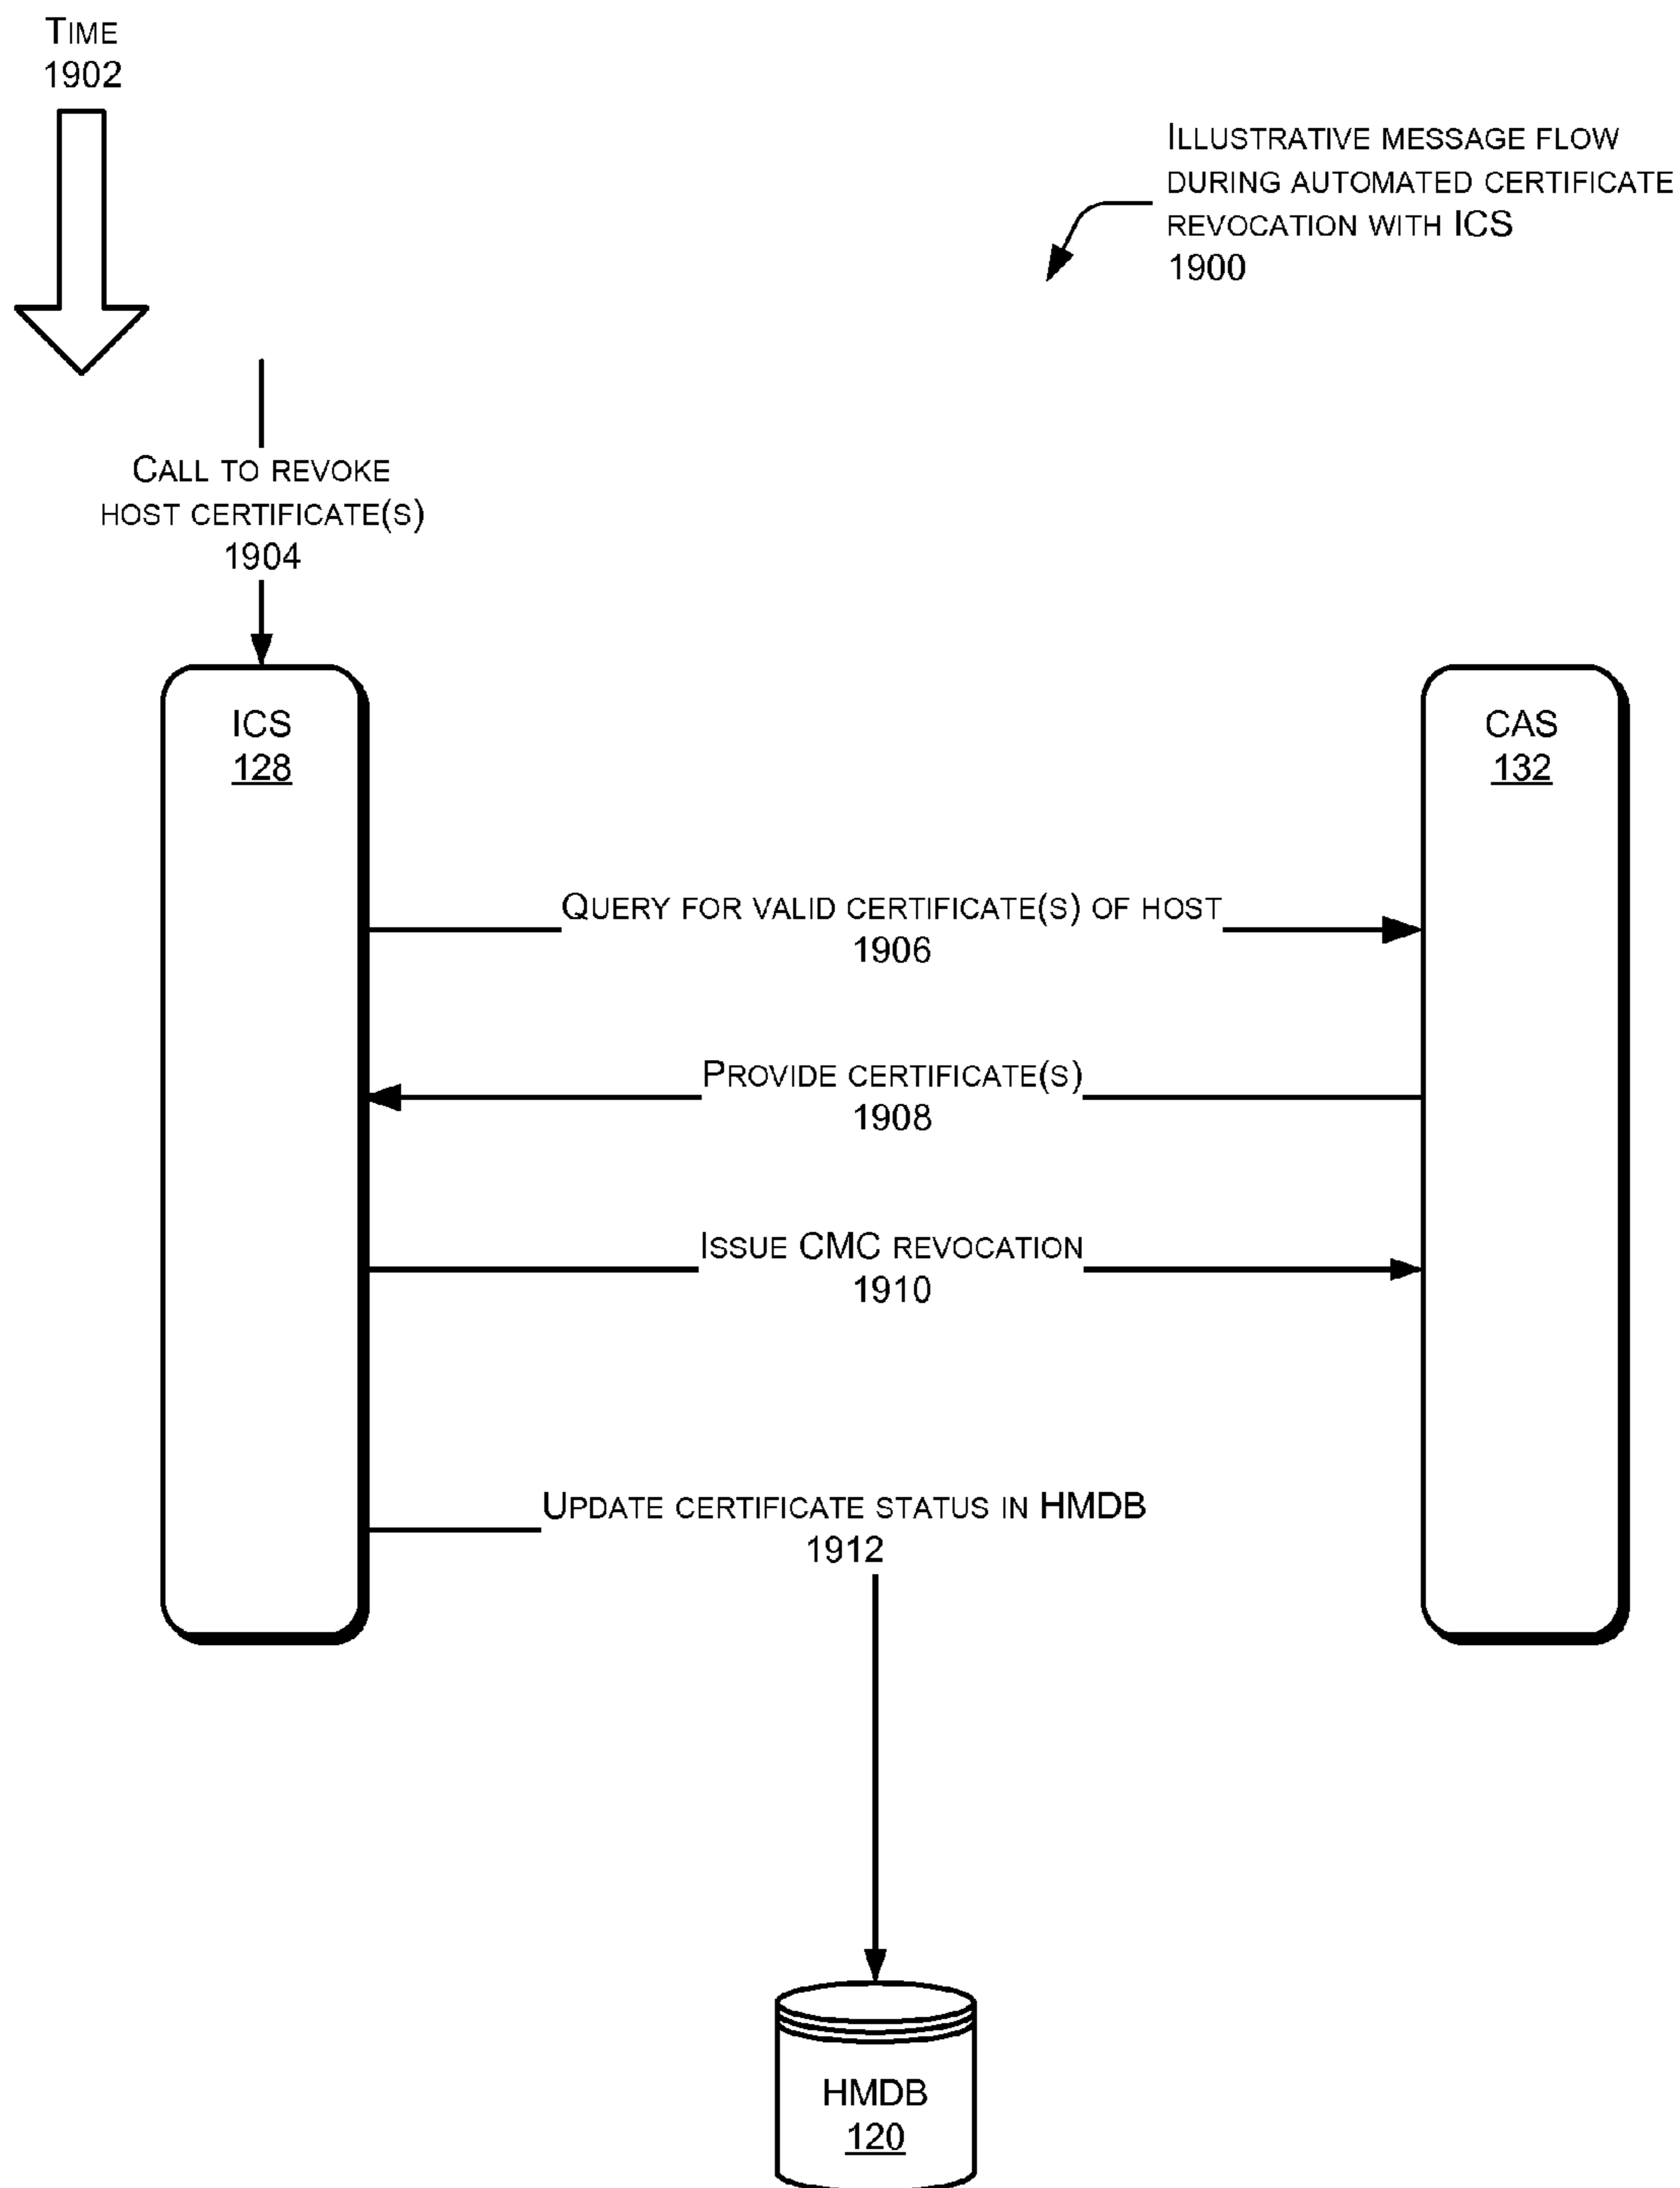 TIME
1902
ILLUSTRATIVE MESSAGE FLOW
DURING AUTOMATED CERTIFICATE
REVOCATION WITH ICS
1900
CALL TO REVOKE
HOST CERTIFICATE(S)
1904
ICS
128
CAS
132
QUERY FOR VALID CERTIFICATE(S) OF HOST
1906
PROVIDE CERTIFICATE(S)
1908
ISSUE CMC REVOCATION
1910
UPDATE CERTIFICATE STATUS IN HMDB
1912
HMDB
120